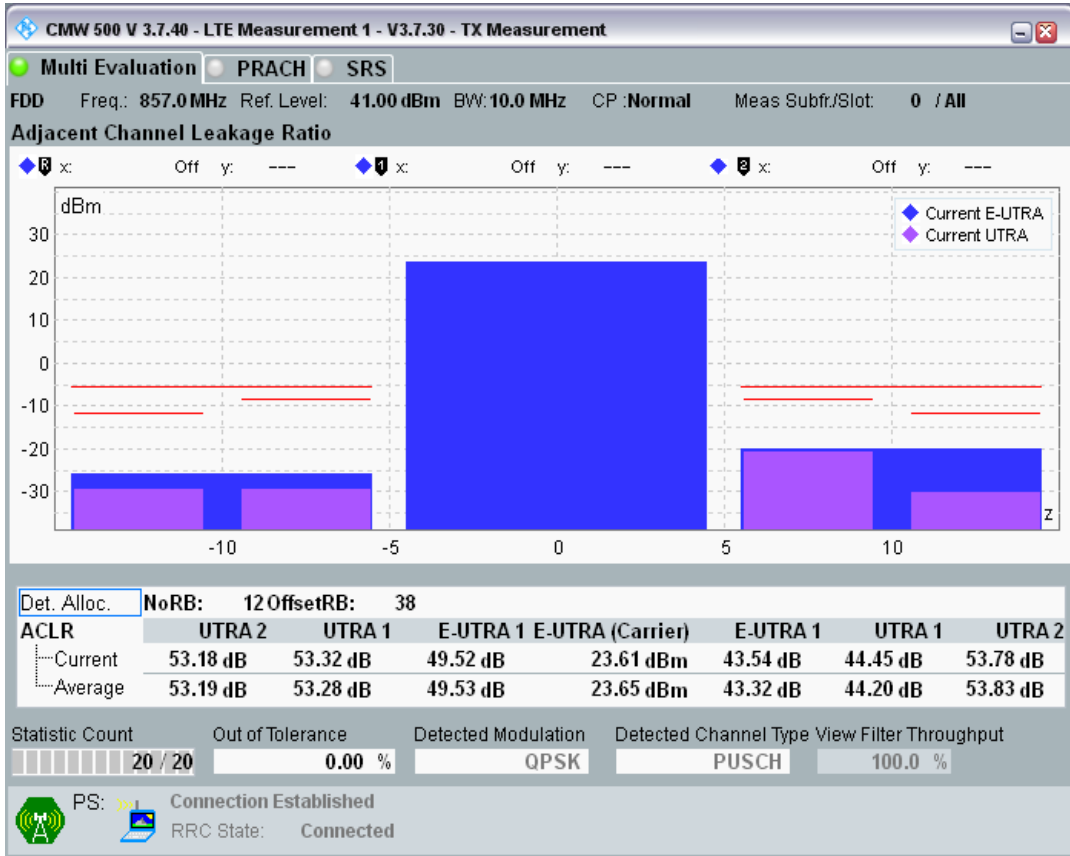 CMW 500 V 3.7.40 - LTE Measurement 1 - V3.7.30 - TX Measurement
Multi Evaluation PRACH SRS
FDD Freq.: 857.0 MHz Ref. Level: 41.00 dBm BW: 10.0 MHz CP :Normal Meas Subfr./Slot: 0 / All
Adjacent Channel Leakage Ratio
R x: Off y: --- 1 x: Off y: --- 2 x: Off y: ---
dBm
Current E-UTRA
Current UTRA
30
20
10
0
-10
-20
-30
z
-10 -5 0 5 10
Det. Alloc. NoRB: 12 OffsetRB: 38
ACLR UTRA 2 UTRA 1 E-UTRA 1 E-UTRA (Carrier) E-UTRA 1 UTRA 1 UTRA 2
Current 53.18 dB 53.32 dB 49.52 dB 23.61 dBm 43.54 dB 44.45 dB 53.78 dB
Average 53.19 dB 53.28 dB 49.53 dB 23.65 dBm 43.32 dB 44.20 dB 53.83 dB
Statistic Count Out of Tolerance Detected Modulation Detected Channel Type View Filter Throughput
20 / 20 0.00 % QPSK PUSCH 100.0 %
PS: Connection Established
RRC State: Connected